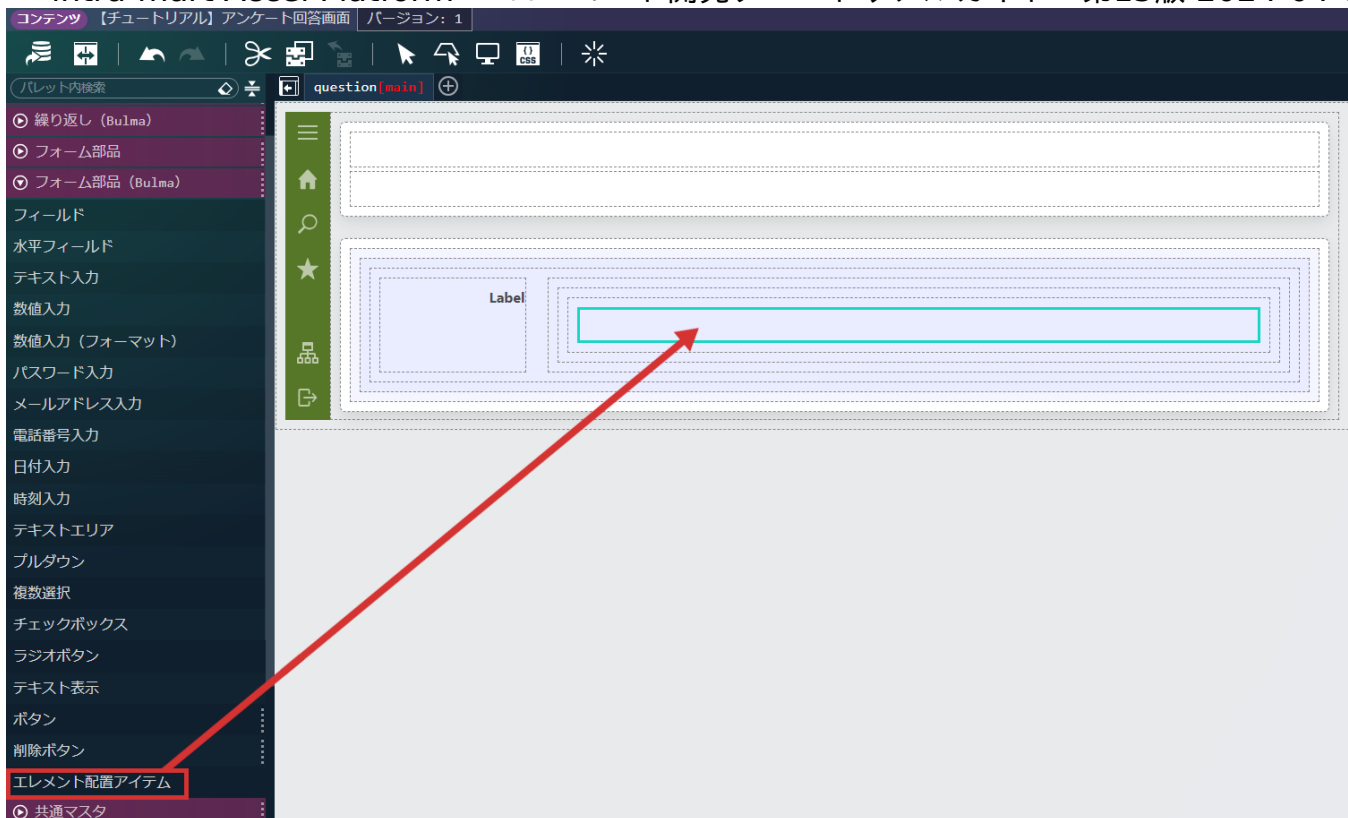 コンテンツ 【チュートリアル】アンケート回答画面 バージョン: 1
CSS
パレット内検索
question[main]
繰り返し (Bulma)
フォーム部品
フォーム部品 (Bulma)
フィールド
水平フィールド
テキスト入力
Label
数値入力
数値入力 (フォーマット)
パスワード入力
メールアドレス入力
電話番号入力
日付入力
時刻入力
テキストエリア
プルダウン
複数選択
チェックボックス
ラジオボタン
テキスト表示
ボタン
削除ボタン
エレメント配置アイテム
共通マスタ